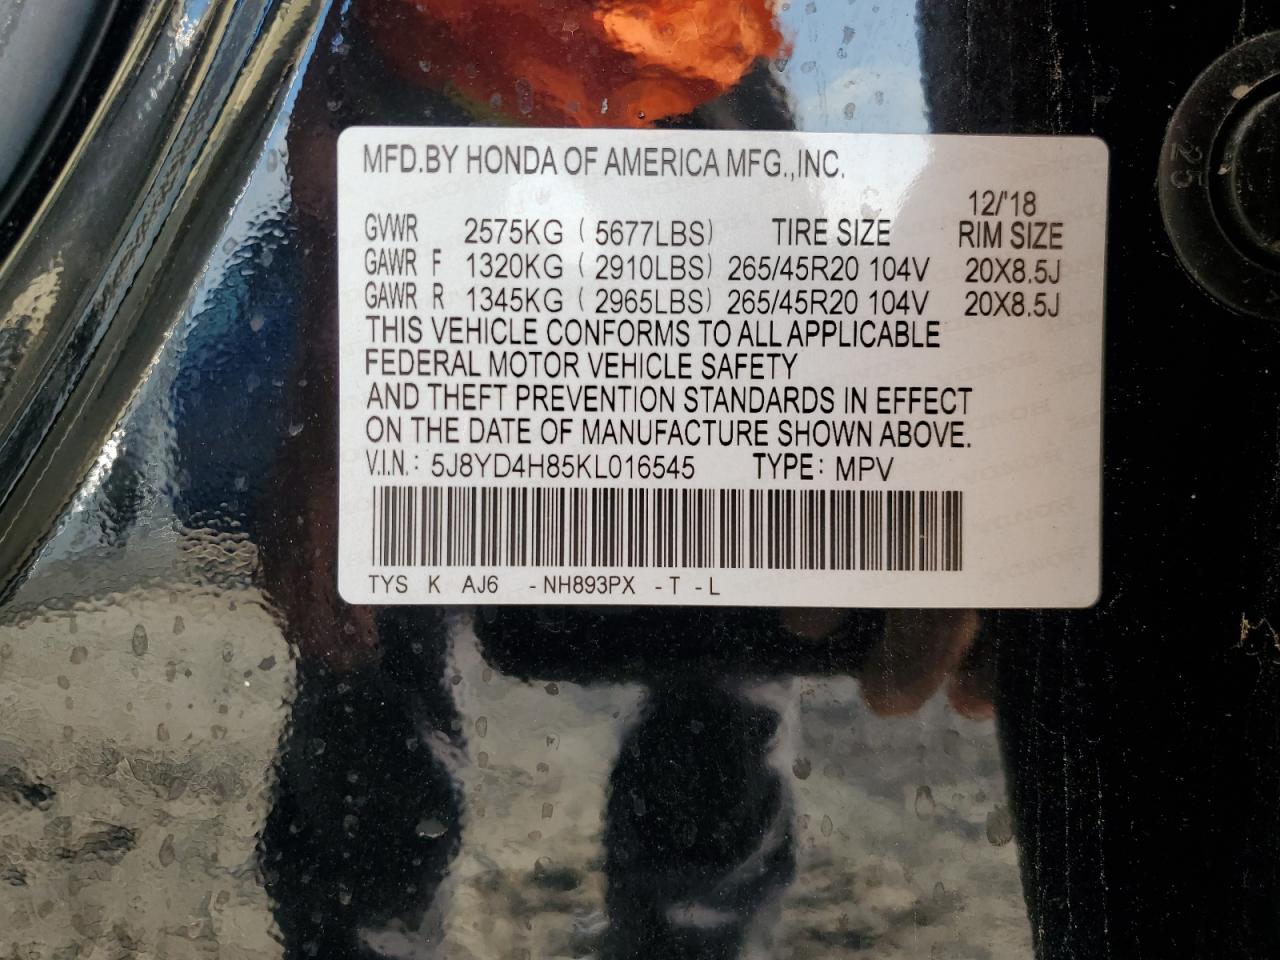 MFD.BY HONDA OF AMERICA MFG.,INC.
12/'18
GVWR 2575KG ( 5677LBS) TIRE SIZE RIM SIZE
GAWR F 1320KG ( 2910LBS) 265/45R20 104V 20X8.5J
GAWR R 1345KG ( 2965LBS) 265/45R20 104V 20X8.5J
THIS VEHICLE CONFORMS TO ALL APPLICABLE
FEDERAL MOTOR VEHICLE SAFETY
AND THEFT PREVENTION STANDARDS IN EFFECT
ON THE DATE OF MANUFACTURE SHOWN ABOVE.
V.I.N.: 5J8YD4H85KL016545 TYPE: MPV
TYS K AJ6 -NH893PX -T -L
25